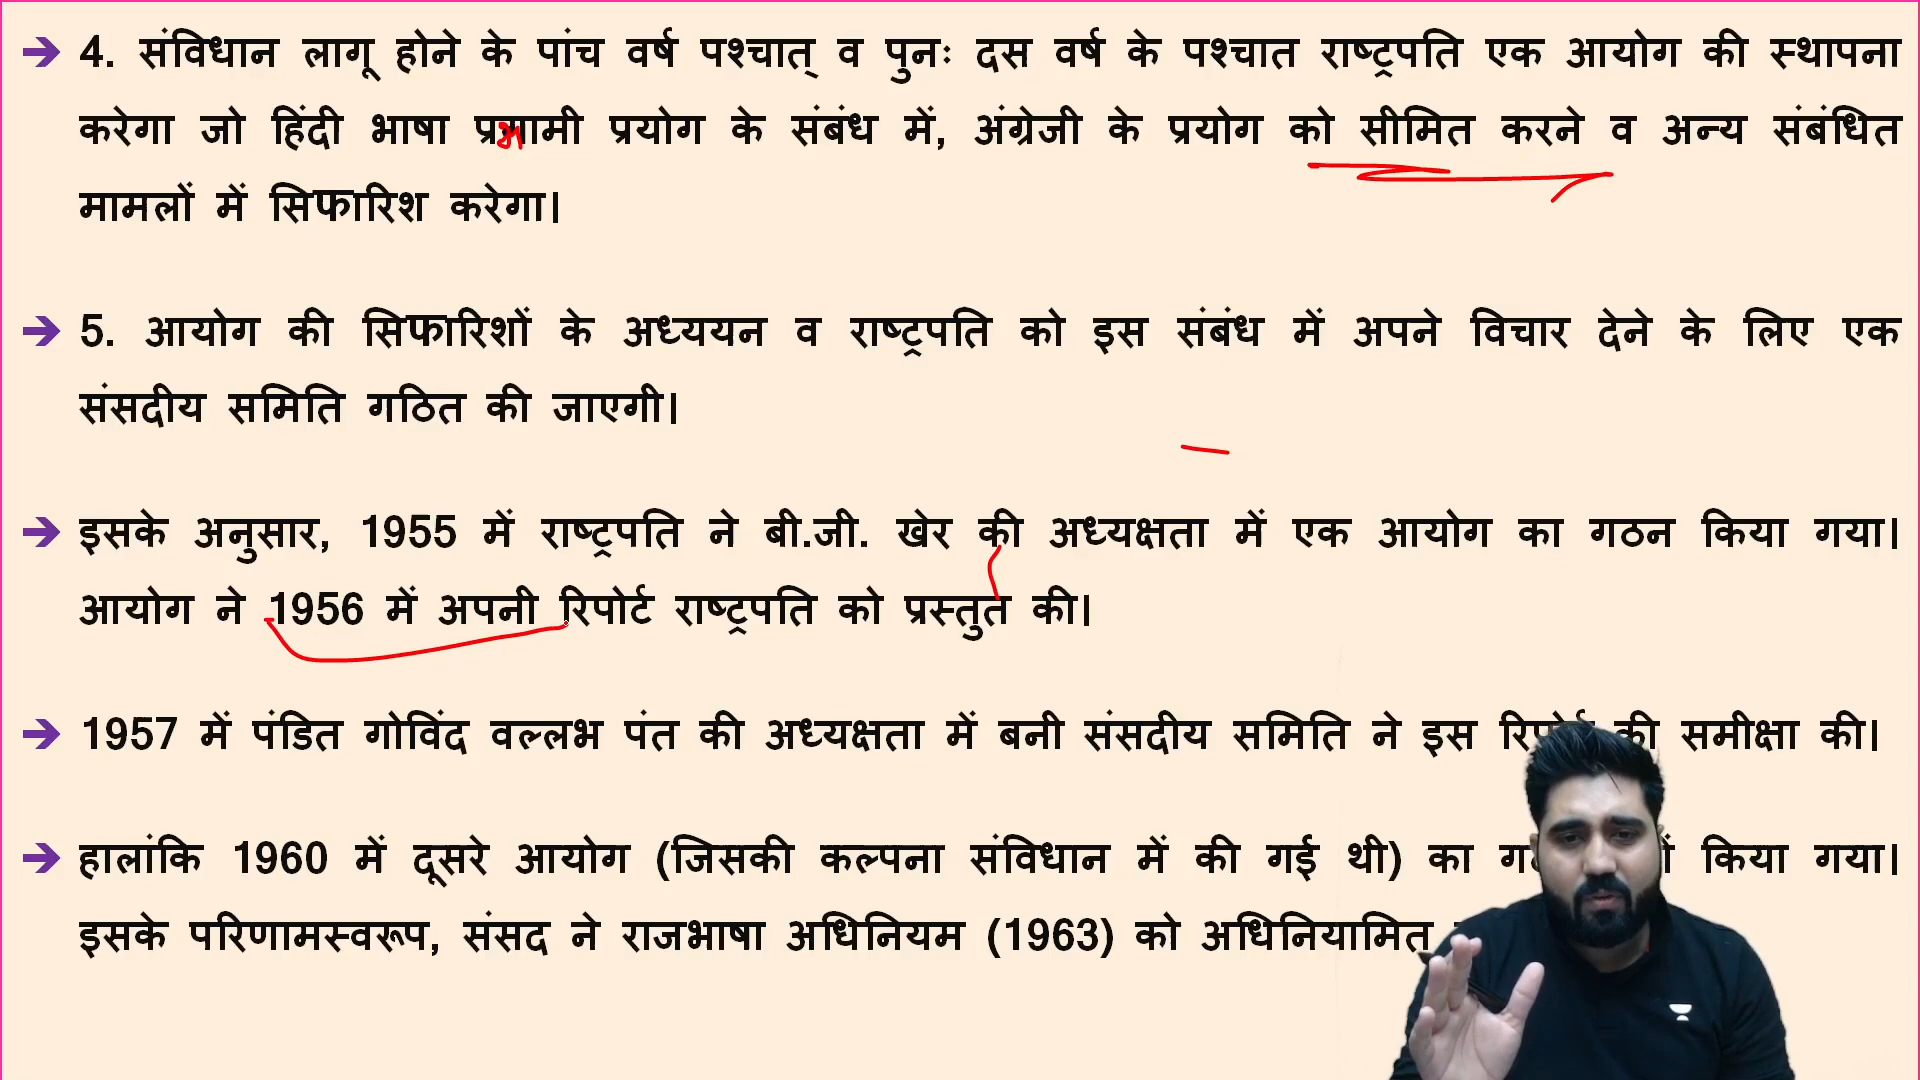 4. संविधान लागू होने के पांच वर्ष पश्चात् व पुनः दस वर्ष के पश्चात राष्ट्रपति एक आयोग की स्थापना
करेगा जो हिंदी भाषा प्रगामी प्रयोग के संबंध में, अंग्रेजी के प्रयोग को सीमित करने व अन्य संबंधित
मामलों में सिफारिश करेगा।
5. आयोग की सिफारिशों के अध्ययन व राष्ट्रपति को इस संबंध में अपने विचार देने के लिए एक
संसदीय समिति गठित की जाएगी।
इसके अनुसार, 1955 में राष्ट्रपति ने बी.जी. खेर की अध्यक्षता में एक आयोग का गठन किया गया।
आयोग ने 1956 में अपनी रिपोर्ट राष्ट्रपति को प्रस्तुत की।
1957 में पंडित गोविंद वल्लभ पंत की अध्यक्षता में बनी संसदीय समिति ने इस रिपोर्ट की समीक्षा की।
हालांकि 1960 में दूसरे आयोग (जिसकी कल्पना संविधान में की गई थी) का किया गया।
इसके परिणामस्वरूप, संसद ने राजभाषा अधिनियम (1963) को अधिनियामित